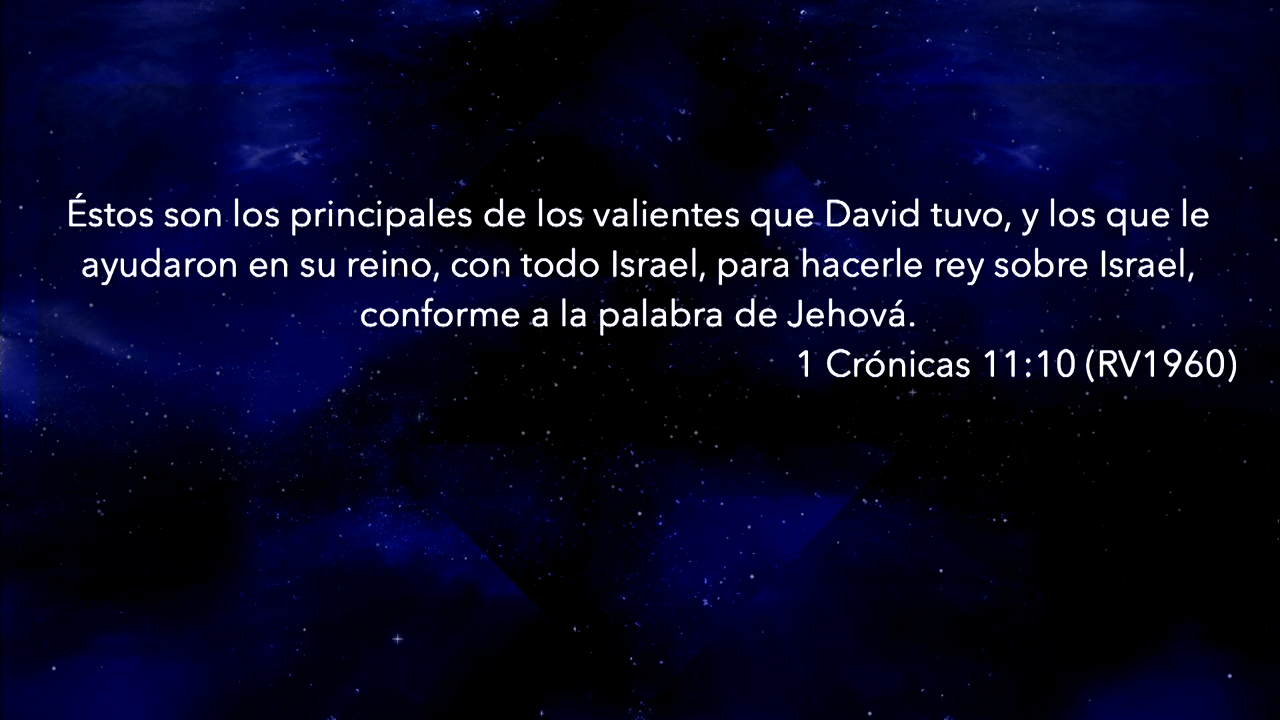 Éstos son los principales de los valientes que David tuvo, y los que le
ayudaron en su reino, con todo Israel, para hacerle rey sobre Israel,
conforme a la palabra de Jehová.
1 Crónicas 11:10 (RV1960)